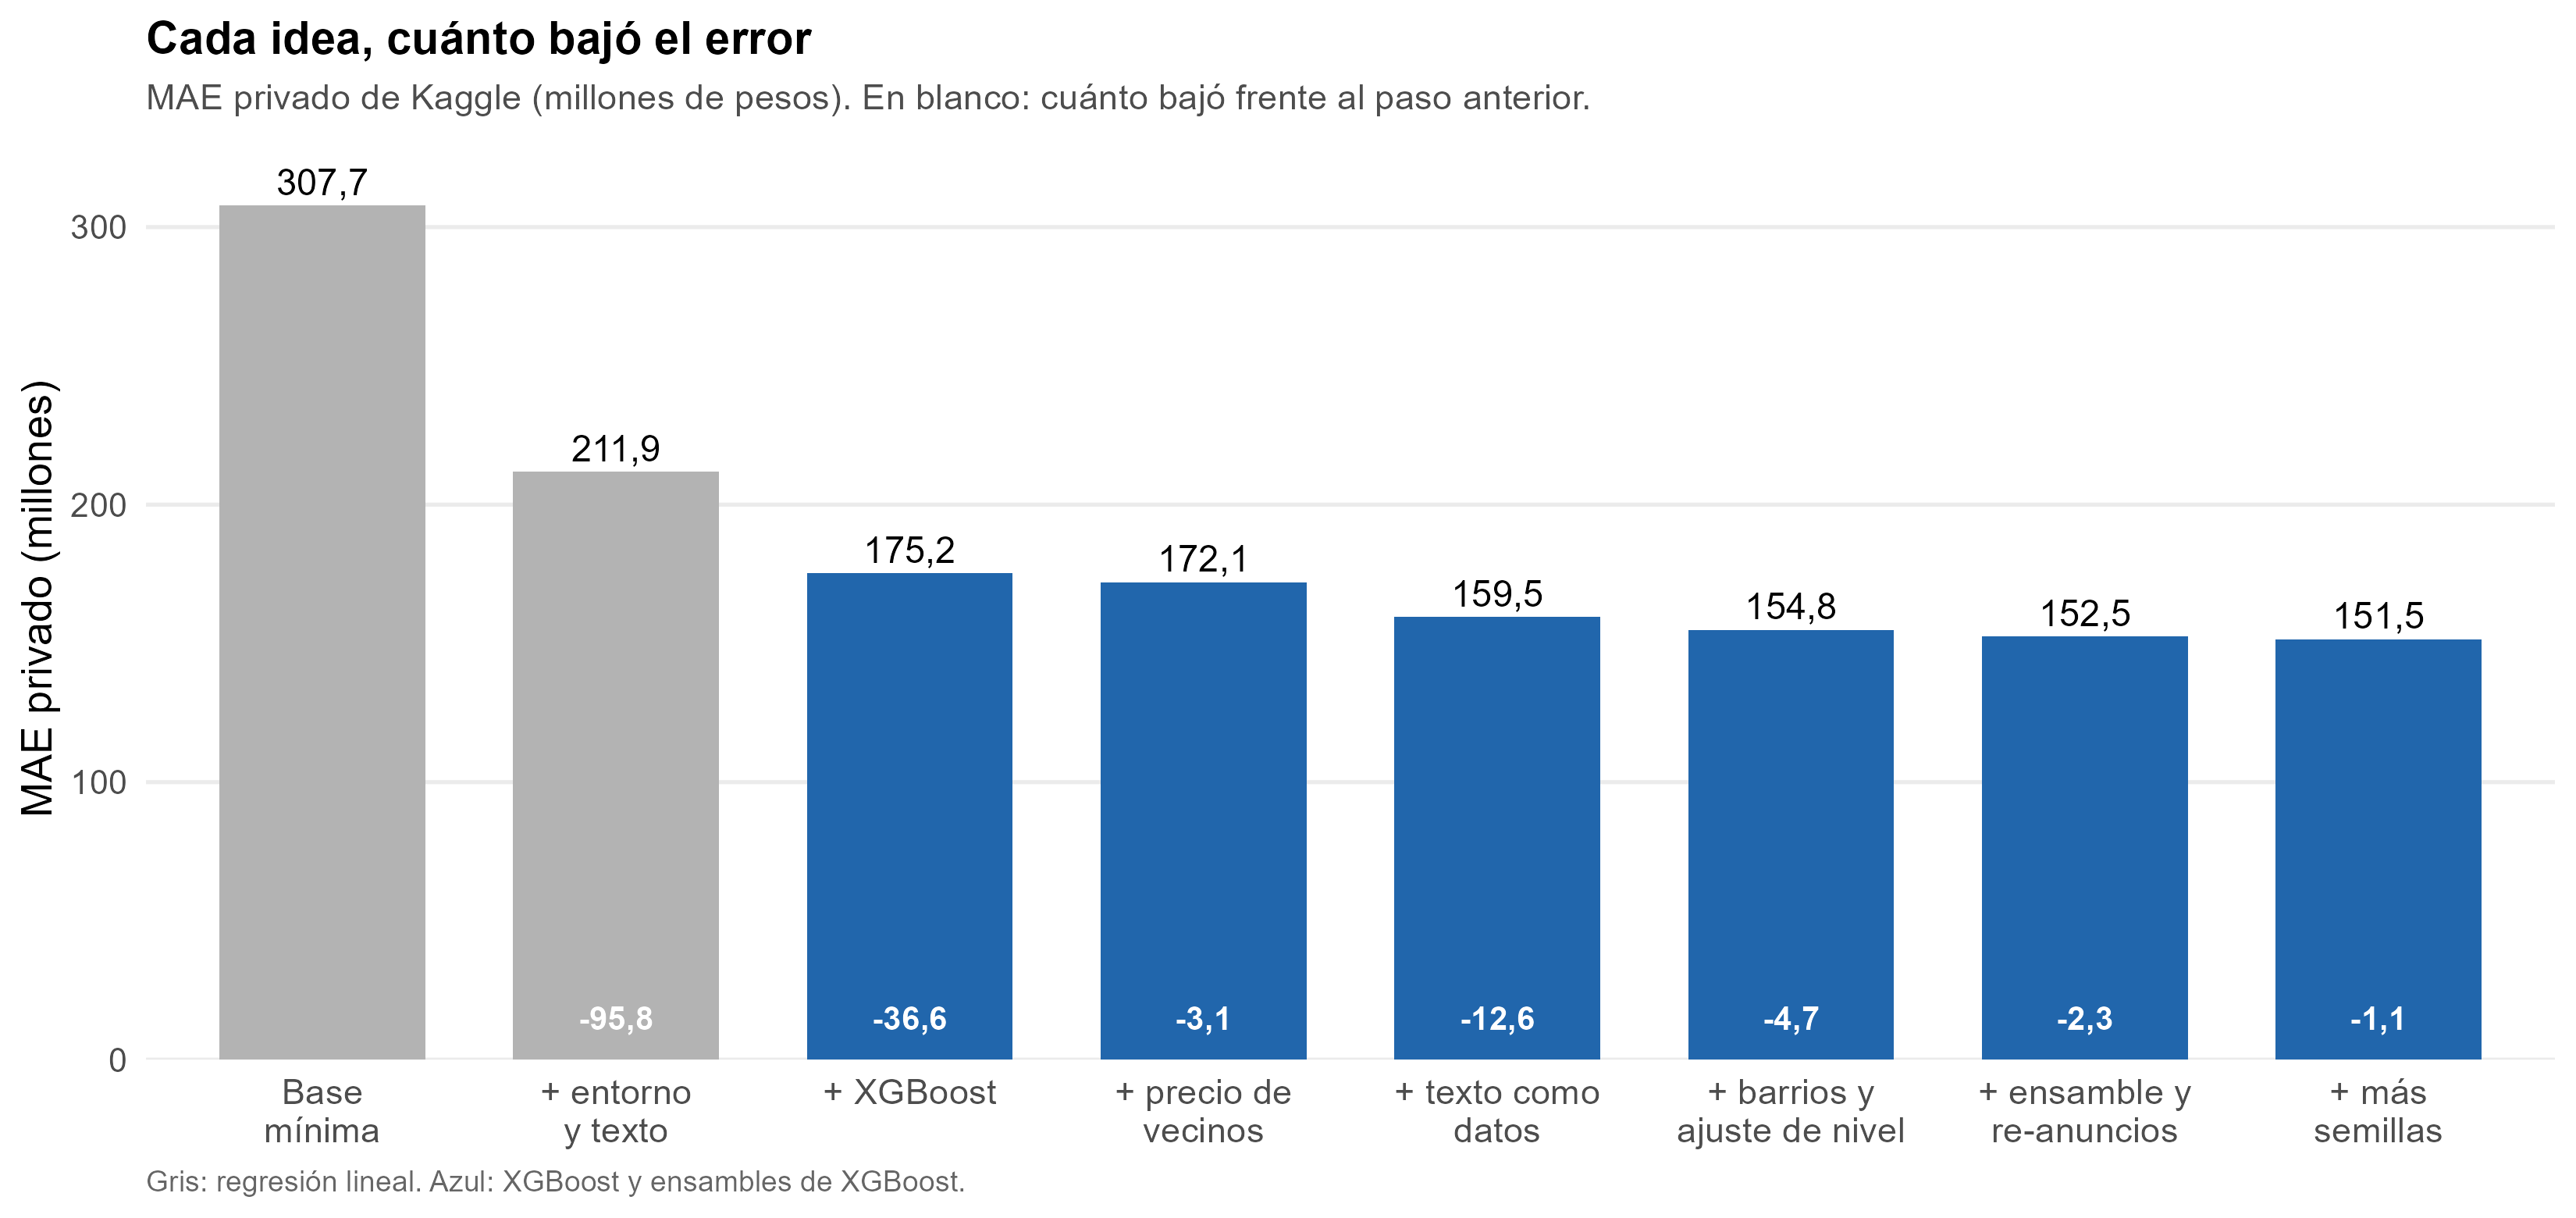 Cada idea, cuánto bajó el error
MAE privado de Kaggle (millones de pesos). En blanco: cuánto bajó frente al paso anterior.
MAE privado (millones)
300
200
100
0
307,7
211,9
175,2
172,1
159,5
154,8
152,5
151,5
-95,8
-36,6
-3,1
-12,6
-4,7
-2,3
-1,1
Base
mínima
+ entorno
y texto
+ XGBoost
+ precio de
vecinos
+ texto como
datos
+ barrios y
ajuste de nivel
+ ensamble y
re-anuncios
+ más
semillas
Gris: regresión lineal. Azul: XGBoost y ensambles de XGBoost.